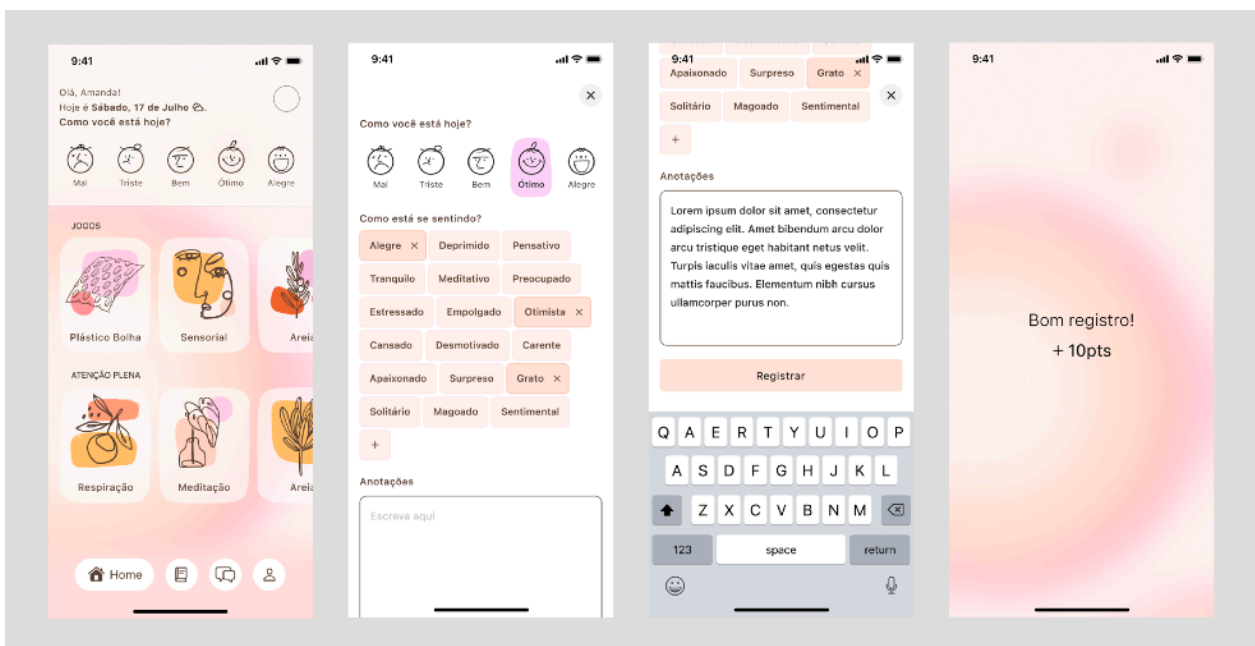 9:41
Olá, Amanda!
Hoje é Sábado, 17 de Julho
Como você está hoje?
Mal Triste Bem Ótimo Alegre
JOGOS
Plástico Bolha Sensorial Areia
ATENÇÃO PLENA
Respiração Meditação Areia
Home
9:41
Como você está hoje?
Mal Triste Bem Ótimo Alegre
Como está se sentindo?
Alegre × Deprimido Pensativo
Tranquilo Meditativo Preocupado
Estressado Empolgado Otimista ×
Cansado Desmotivado Carente
Apaixonado Surpreso Grato ×
Solitário Magoado Sentimental
+
Anotações
Escreva aqui
9:41
Apaixonado Surpreso Grato ×
Solitário Magoado Sentimental
+
Anotações
Lorem ipsum dolor sit amet, consectetur
adipiscing elit. Amet bibendum arcu dolor
arcu tristique eget habitant netus velit.
Turpis iaculis vitae amet, quis egestas quis
mattis faucibus. Elementum nibh cursus
ullamcorper purus non.
Registrar
Q A E R T Y U I O P
A S D F G H J K L
Z X C V B N M
123 space return
9:41
Bom registro!
+ 10pts